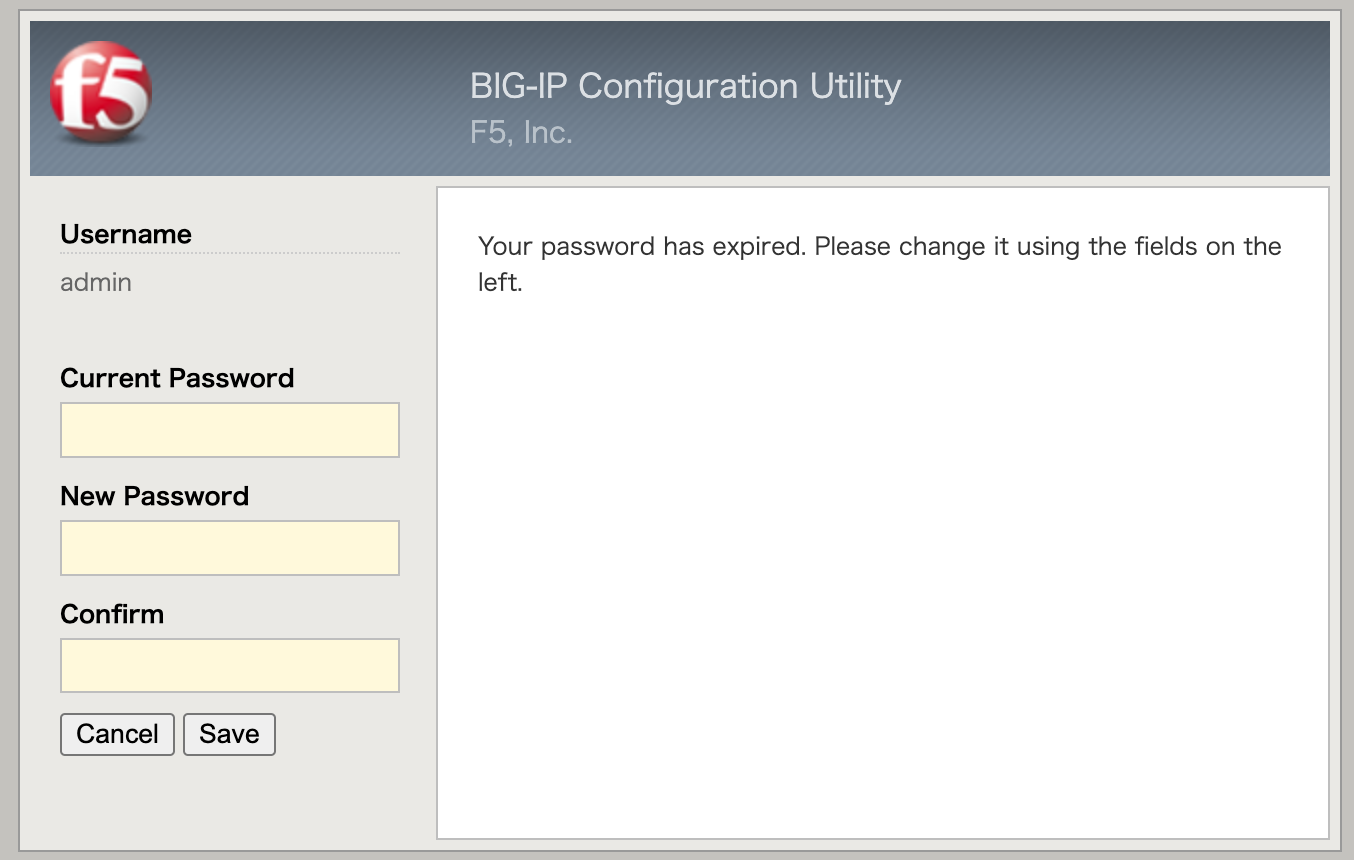 f5
BIG-IP Configuration Utility
F5, Inc.
Username
admin
Current Password
New Password
Confirm
Cancel Save
Your password has expired. Please change it using the fields on the
left.